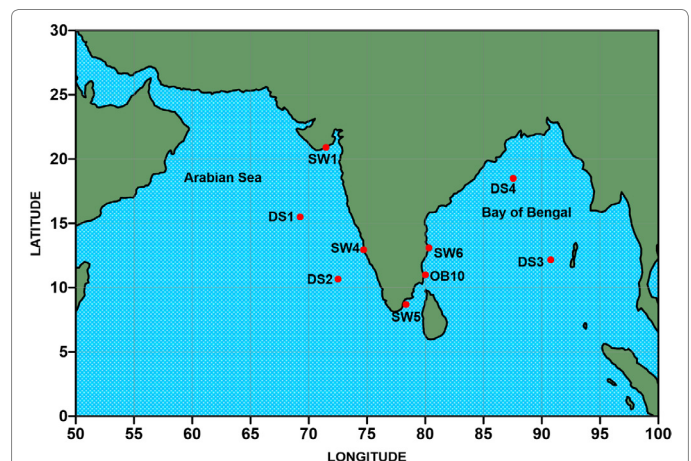 30
25
20
15
10
5
0
LATITUDE
Arabian Sea
Bay of Bengal
SW1
DS4
DS1
SW4
SW6
DS3
DS2
OB10
SW5
50 55 60 65 70 75 80 85 90 95 100
LONGITUDE